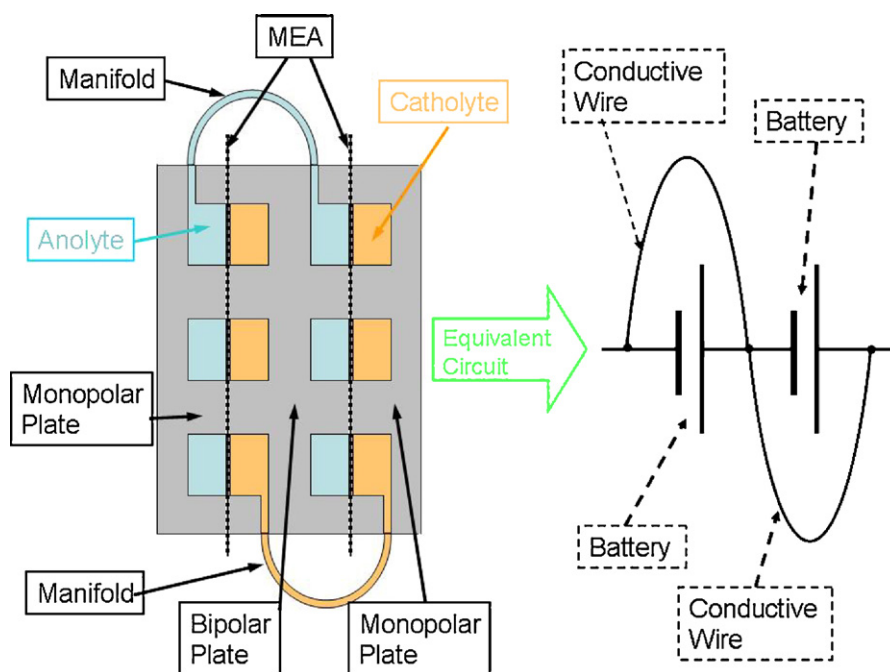 MEA
Manifold
Catholyte
Anolyte
Monopolar
Plate
Manifold
Bipolar
Plate
Monopolar
Plate
Equivalent
Circuit
Conductive
Wire
Battery
Battery
Conductive
Wire